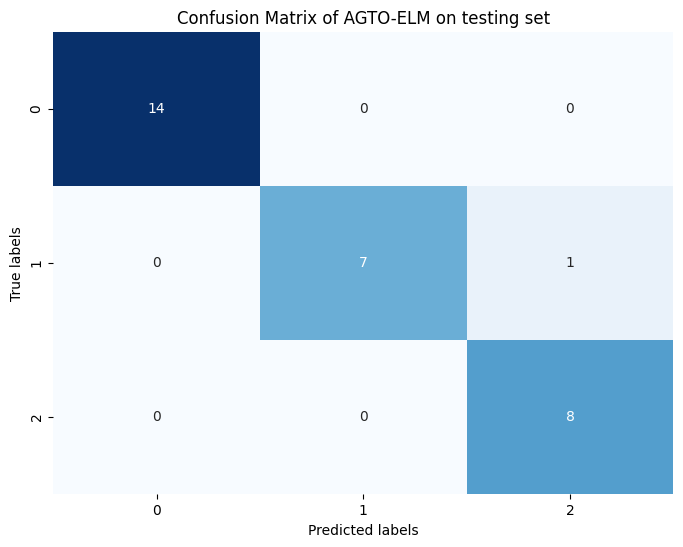 Confusion Matrix of AGTO-ELM on testing set
0 14 0 0
1 0 7 1
2 0 0 8
True labels
0 1 2
Predicted labels